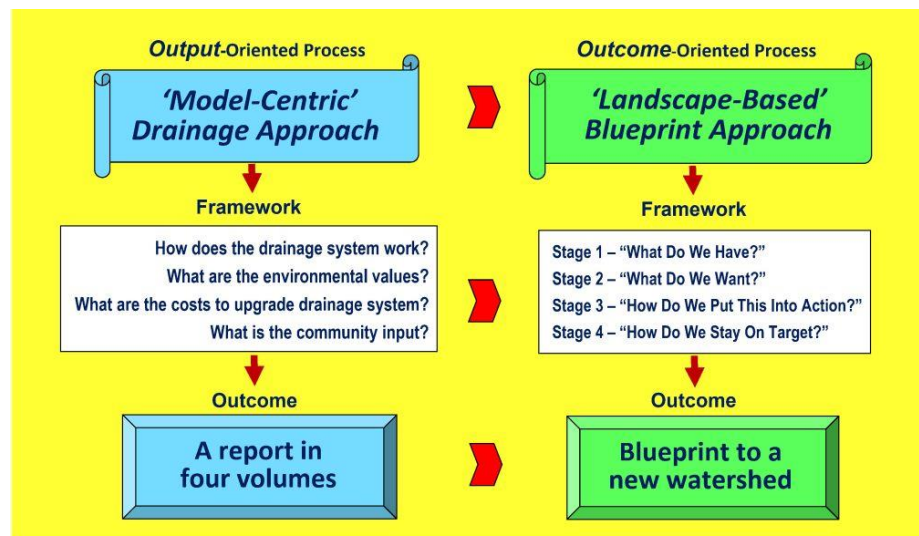 Output-Oriented Process
‘Model-Centric’
Drainage Approach
Framework
How does the drainage system work?
What are the environmental values?
What are the costs to upgrade drainage system?
What is the community input?
Outcome
A report in
four volumes
Outcome-Oriented Process
‘Landscape-Based’
Blueprint Approach
Framework
Stage 1 – “What Do We Have?”
Stage 2 – “What Do We Want?”
Stage 3 – “How Do We Put This Into Action?”
Stage 4 – “How Do We Stay On Target?”
Outcome
Blueprint to a
new watershed